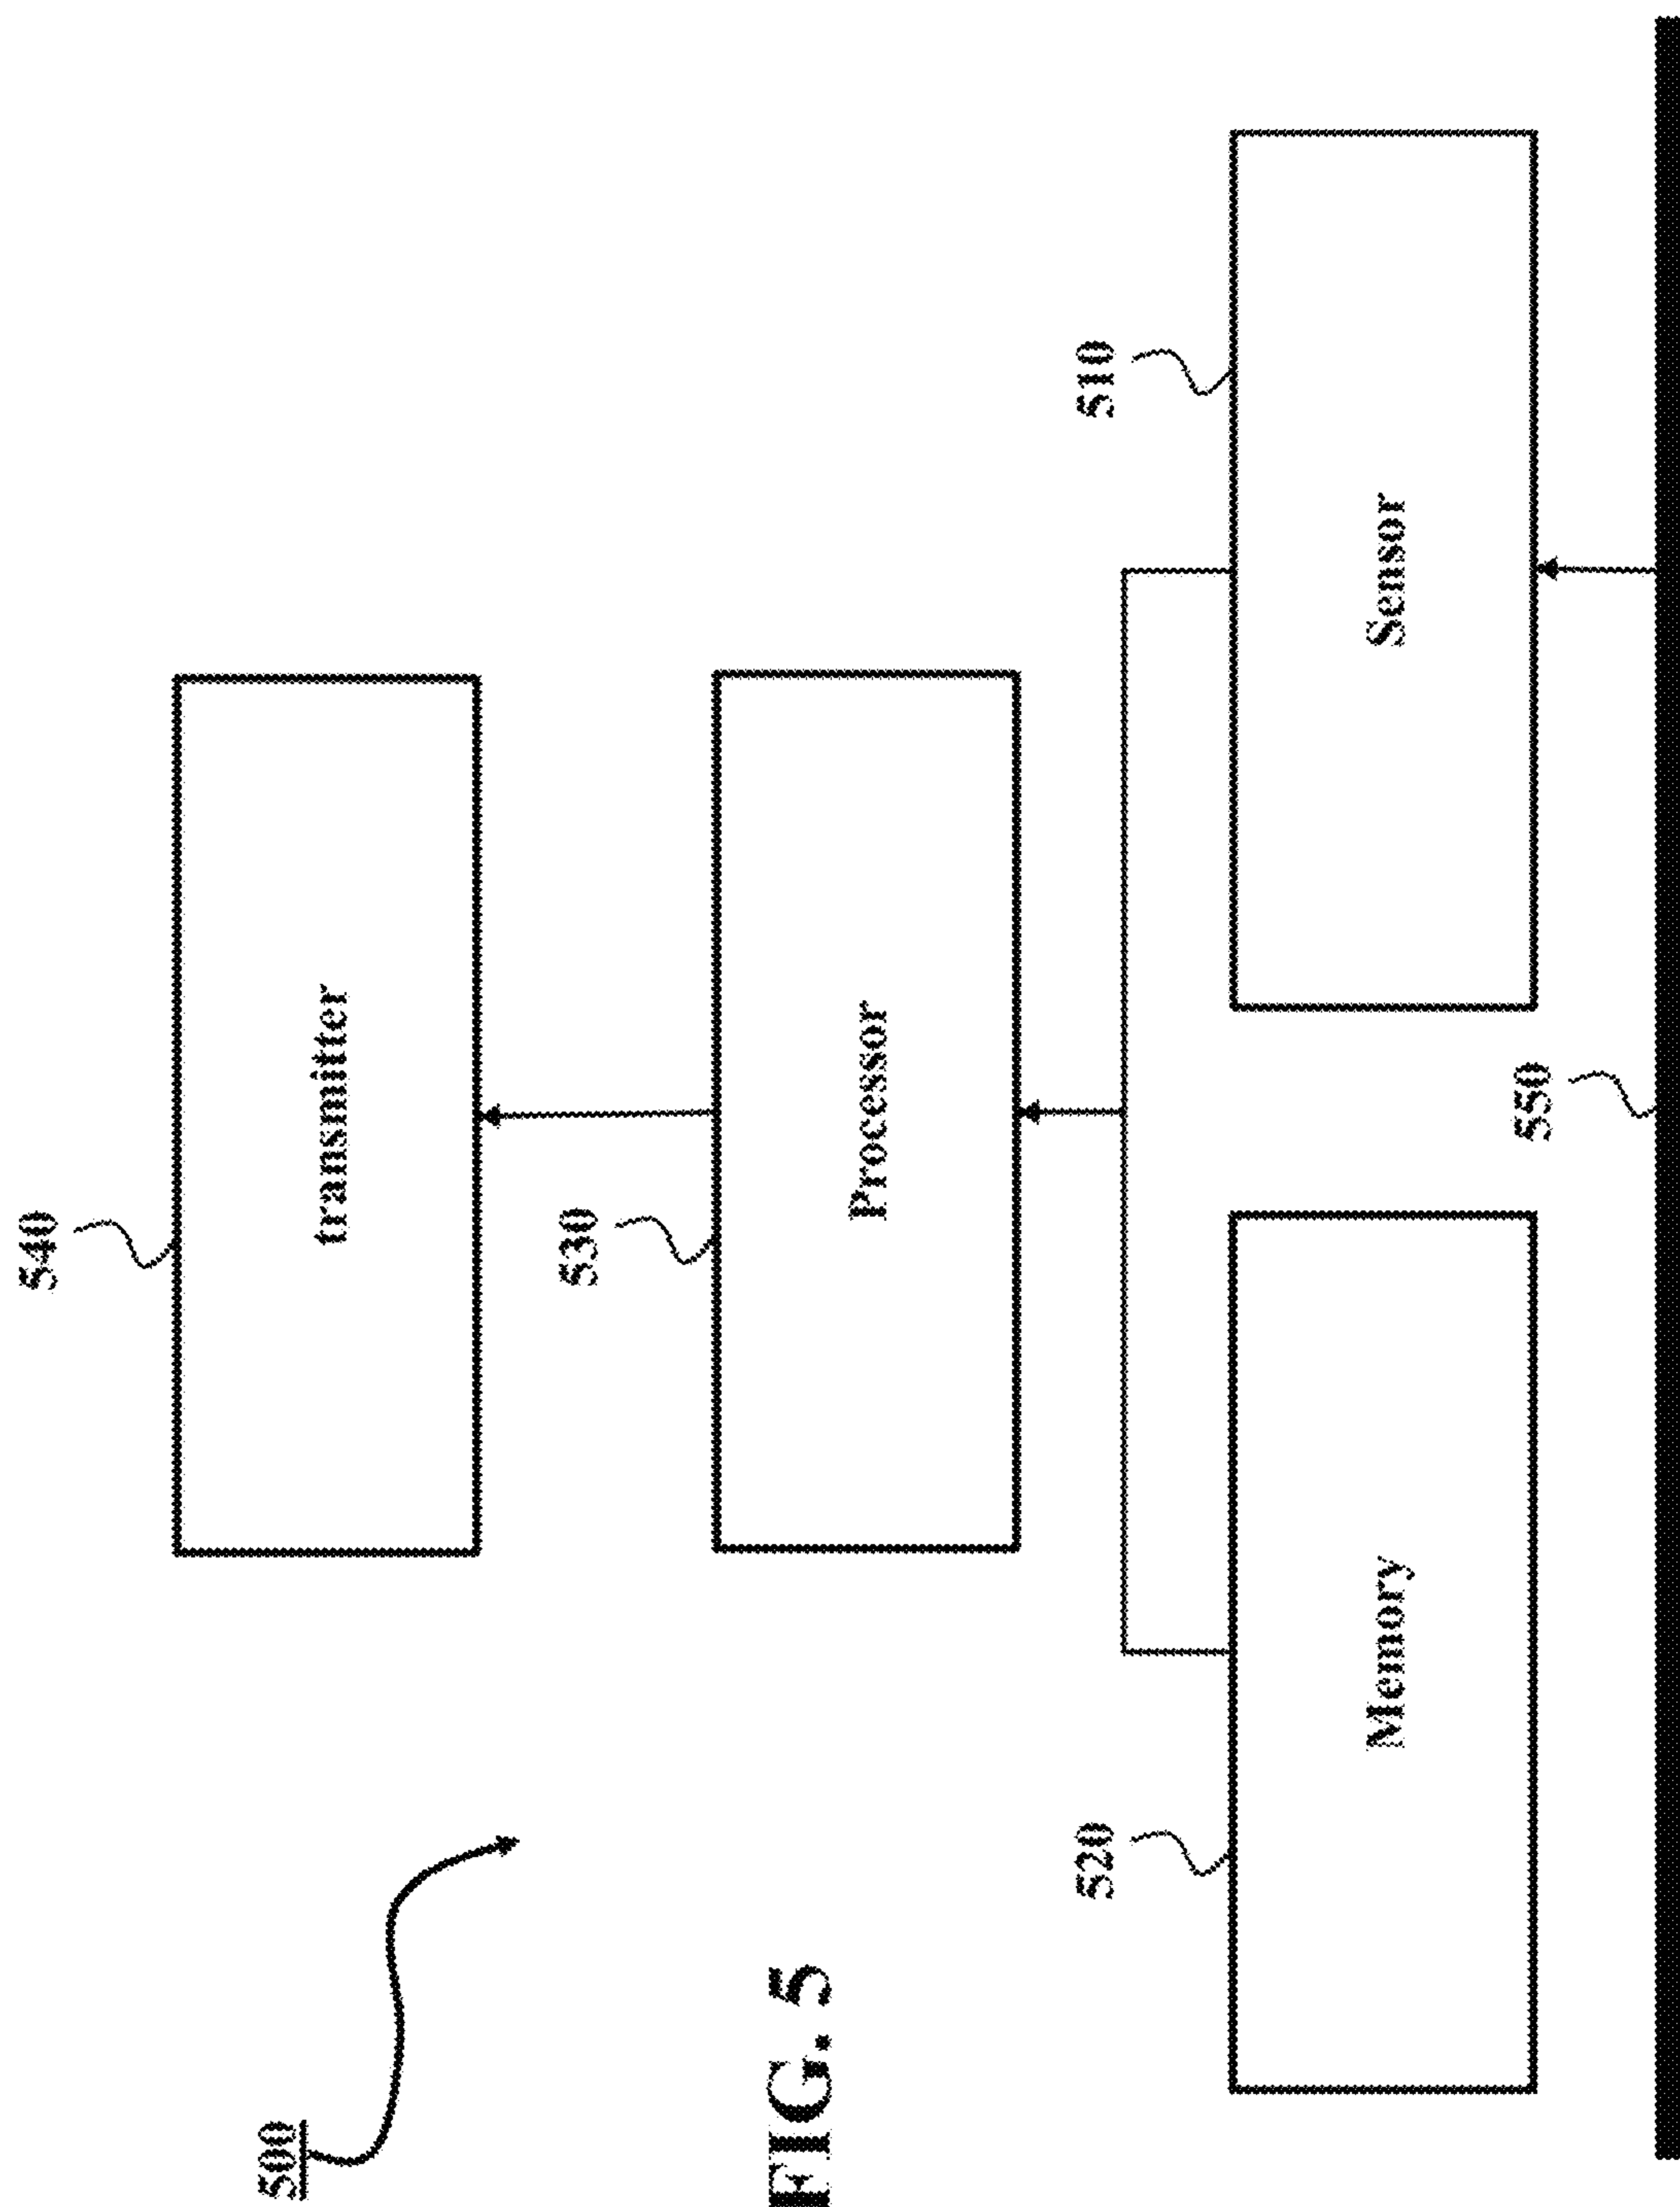 500
540
transmitter
530
Processor
520
510
Memory
Sensor
550
FIG. 5